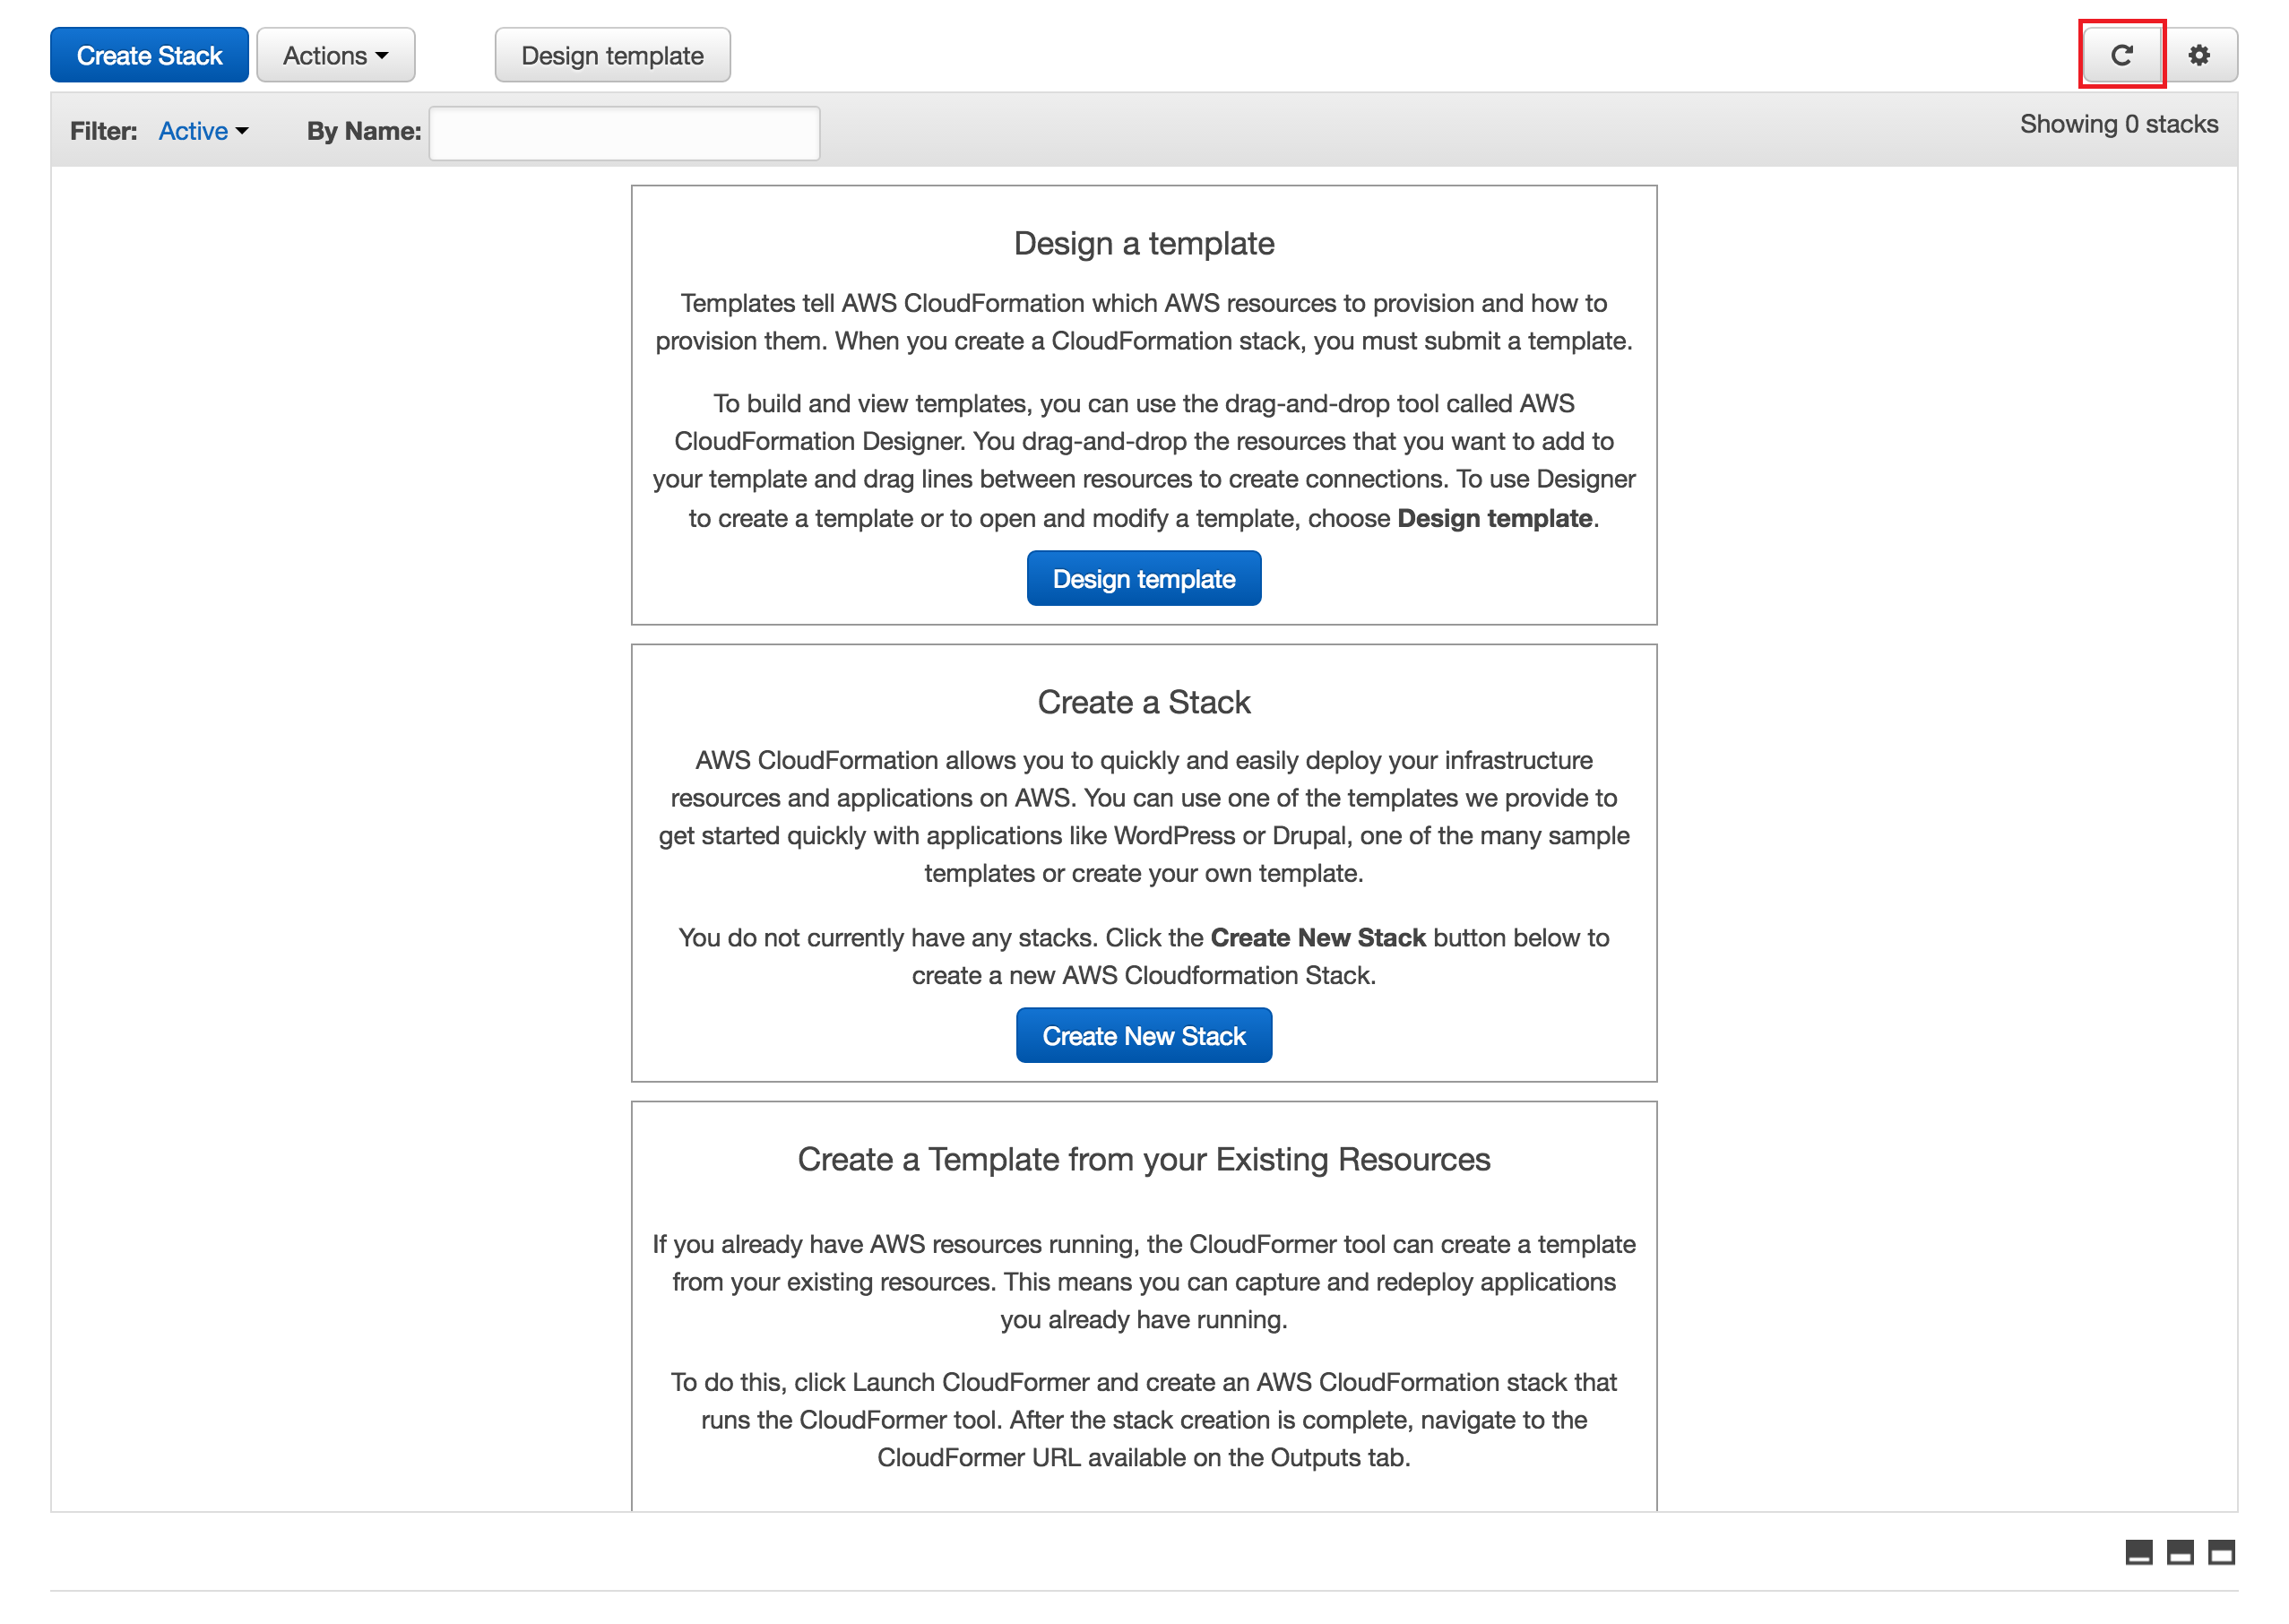 Create Stack Actions Design template
Filter: Active By Name: Showing 0 stacks
Design a template
Templates tell AWS CloudFormation which AWS resources to provision and how to
provision them. When you create a CloudFormation stack, you must submit a template.
To build and view templates, you can use the drag-and-drop tool called AWS
CloudFormation Designer. You drag-and-drop the resources that you want to add to
your template and drag lines between resources to create connections. To use Designer
to create a template or to open and modify a template, choose Design template.
Design template
Create a Stack
AWS CloudFormation allows you to quickly and easily deploy your infrastructure
resources and applications on AWS. You can use one of the templates we provide to
get started quickly with applications like WordPress or Drupal, one of the many sample
templates or create your own template.
You do not currently have any stacks. Click the Create New Stack button below to
create a new AWS Cloudformation Stack.
Create New Stack
Create a Template from your Existing Resources
If you already have AWS resources running, the CloudFormer tool can create a template
from your existing resources. This means you can capture and redeploy applications
you already have running.
To do this, click Launch CloudFormer and create an AWS CloudFormation stack that
runs the CloudFormer tool. After the stack creation is complete, navigate to the
CloudFormer URL available on the Outputs tab.